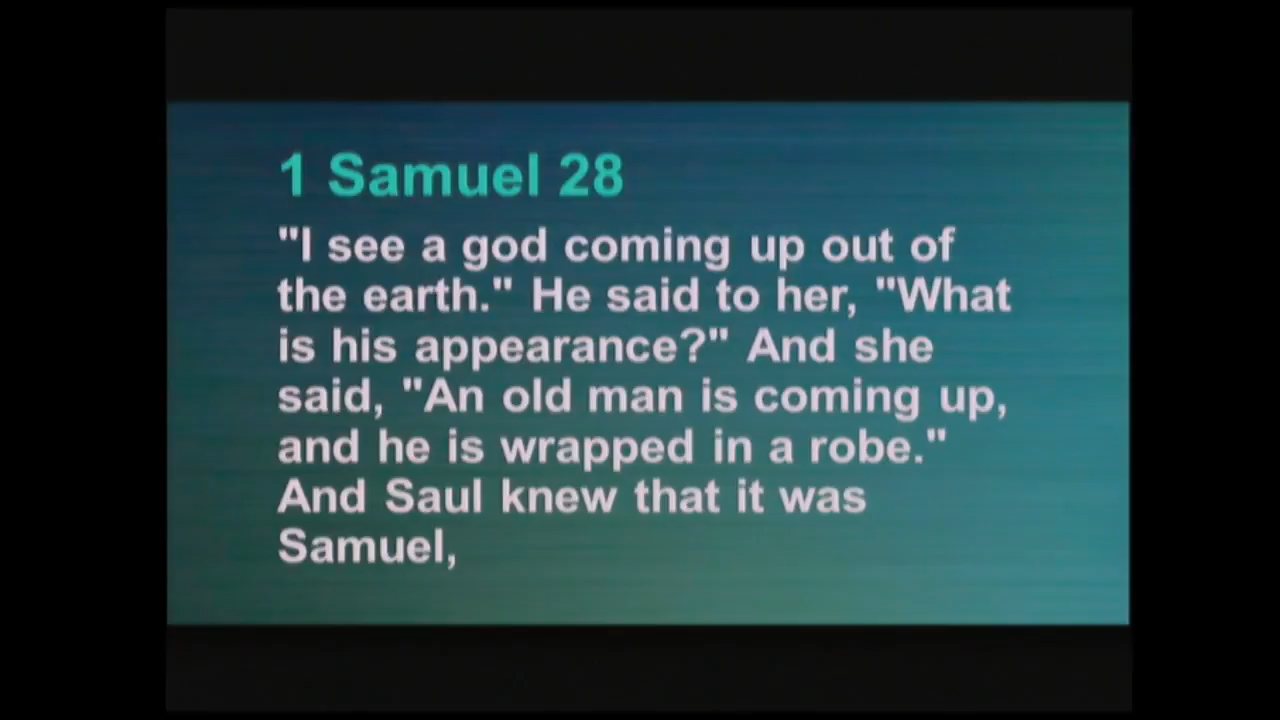 1 Samuel 28
"I see a god coming up out of
the earth." He said to her, "What
is his appearance?" And she
said, "An old man is coming up,
and he is wrapped in a robe."
And Saul knew that it was
Samuel,